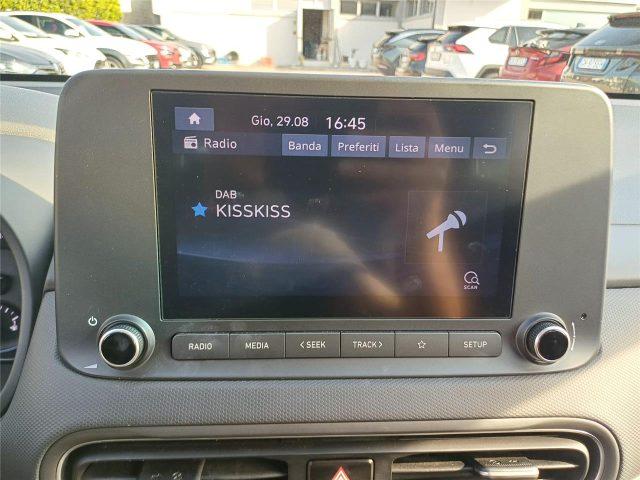 Gio, 29.08 16:45
Radio Banda Preferiti Lista Menu
DAB
KISSKISS
SCAN
RADIO MEDIA < SEEK TRACK > SETUP